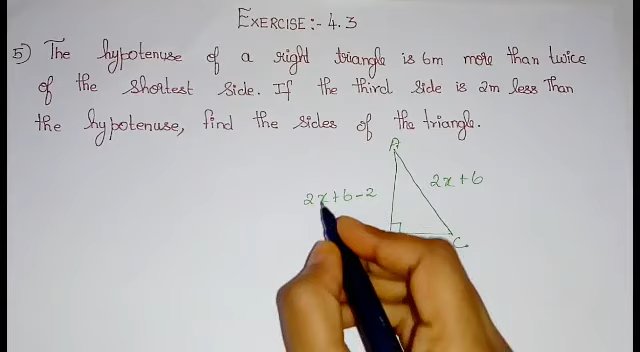 EXERCISE:- 4.3
5) The hypotenuse of a right triangle is 6m more than twice
of the shortest side. If the third side is 2m less than
the hypotenuse, find the sides of the triangle.
A
2x+6
2x+6-2
C